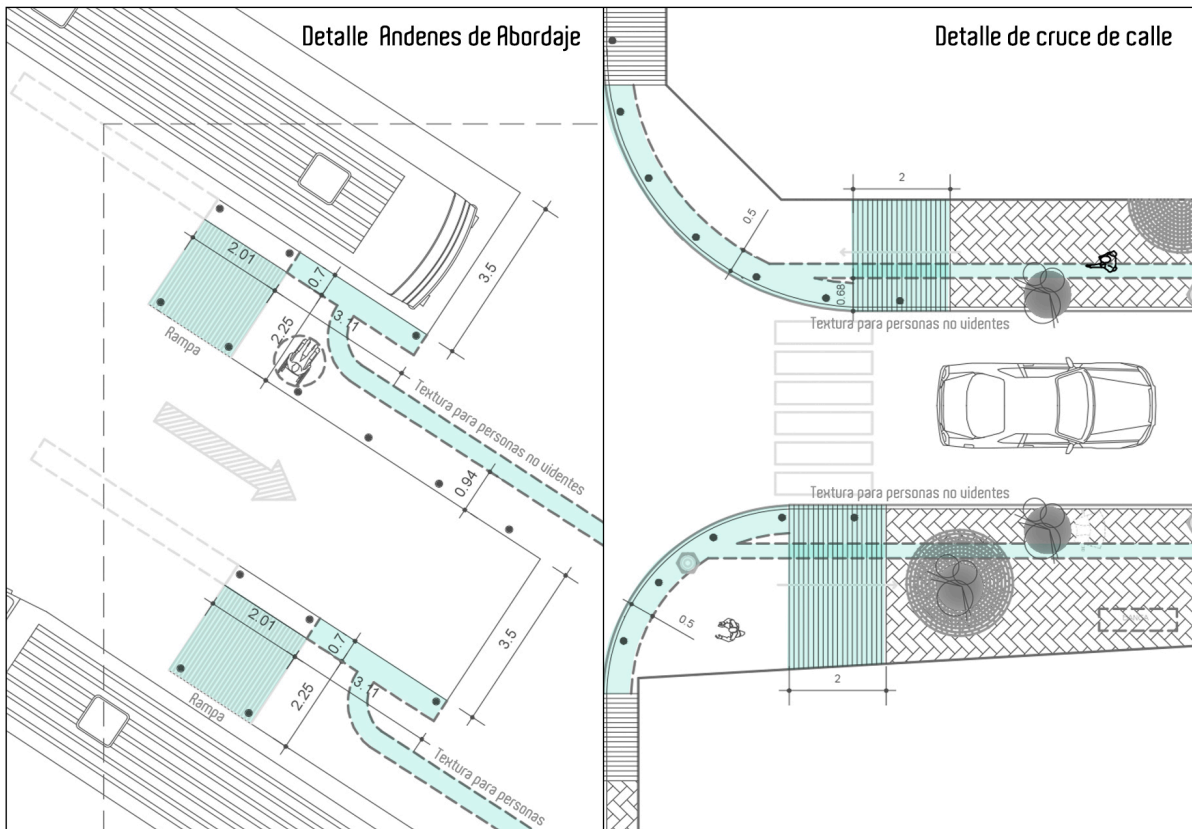 Detalle Andenes de Abordaje
2.01
0.7
3.5
3.11
2.25
Rampa
Textura para personas no videntes
0.94
2.01
0.7
3.5
3.11
2.25
Rampa
Textura para personas
Detalle de cruce de calle
2
0.5
0.68
Textura para personas no videntes
Textura para personas no videntes
0.5
2